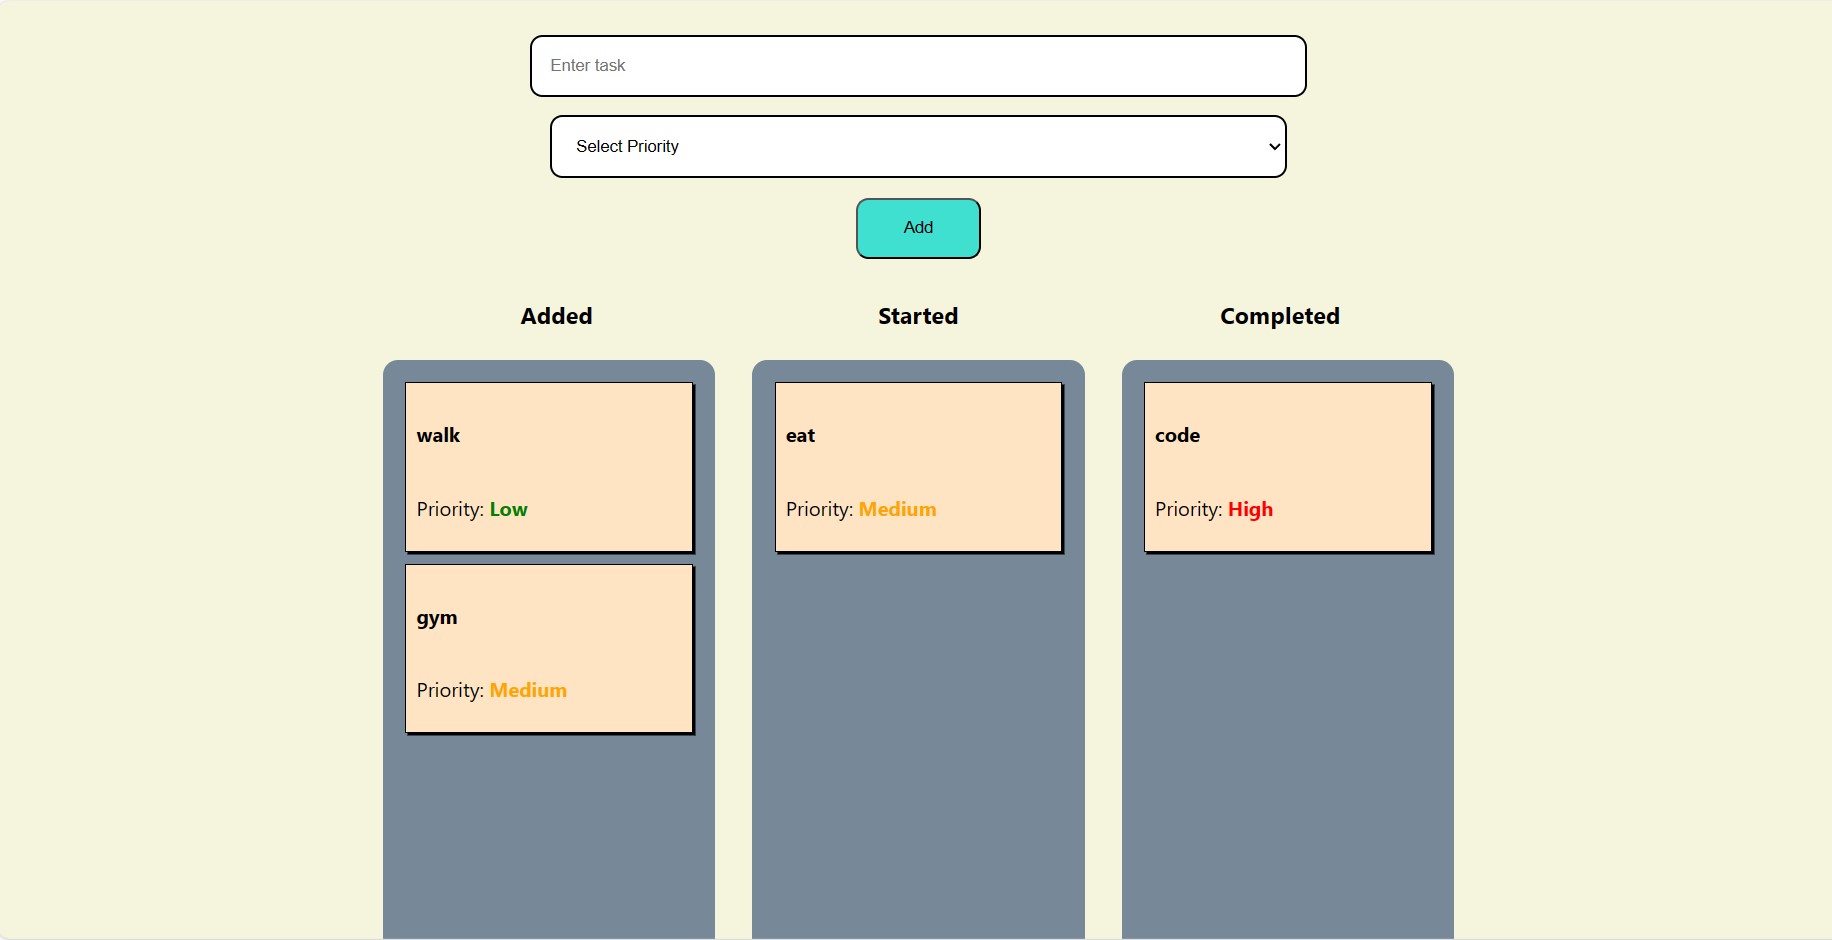 Enter task
Select Priority
Add
Added
Started
Completed
walk
Priority: Low
gym
Priority: Medium
eat
Priority: Medium
code
Priority: High